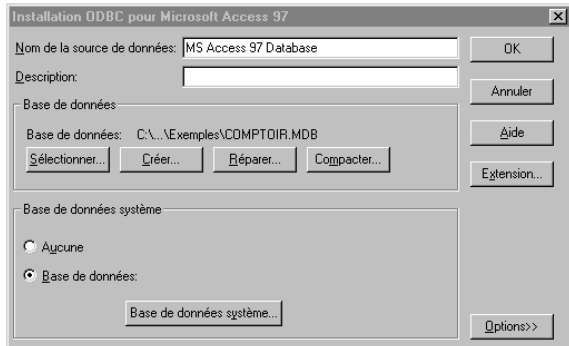 Installation ODBC pour Microsoft Access 97
Nom de la source de données: MS Access 97 Database
OK
Description:
Annuler
Base de données
Base de données: C:\...\Exemples\COMPTOIR.MDB
Aide
Sélectionner... Créer... Réparer... Compacter...
Extension...
Base de données système
Aucune
Base de données:
Base de données système...
Options>>